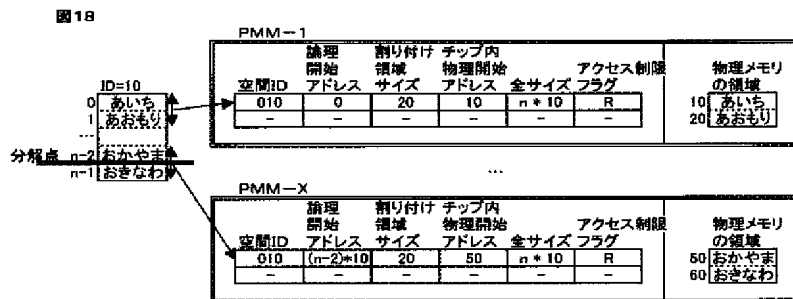 図18
PMM－1
論理 割り付け チップ内
開始 領域 物理開始 アクセス制限 物理メモリ
空間ID アドレス サイズ アドレス 全サイズ フラグ の領域
010 0 20 10 n * 10 R 10 あいち
－ － － － － － 20 あおもり
ID=10
0 あいち
1 あおもり
...
分解点 n-2 おかやま
n-1 おきなわ
...
PMM－X
論理 割り付け チップ内
開始 領域 物理開始 アクセス制限 物理メモリ
空間ID アドレス サイズ アドレス 全サイズ フラグ の領域
010 (n-2)*10 20 50 n * 10 R 50 おかやま
－ － － － － － 60 おきなわ